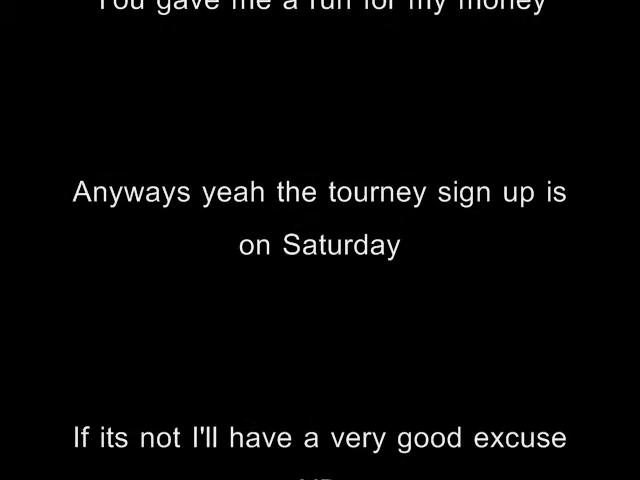 You gave me a run for my money
Anyways yeah the tourney sign up is
on Saturday
If its not I'll have a very good excuse